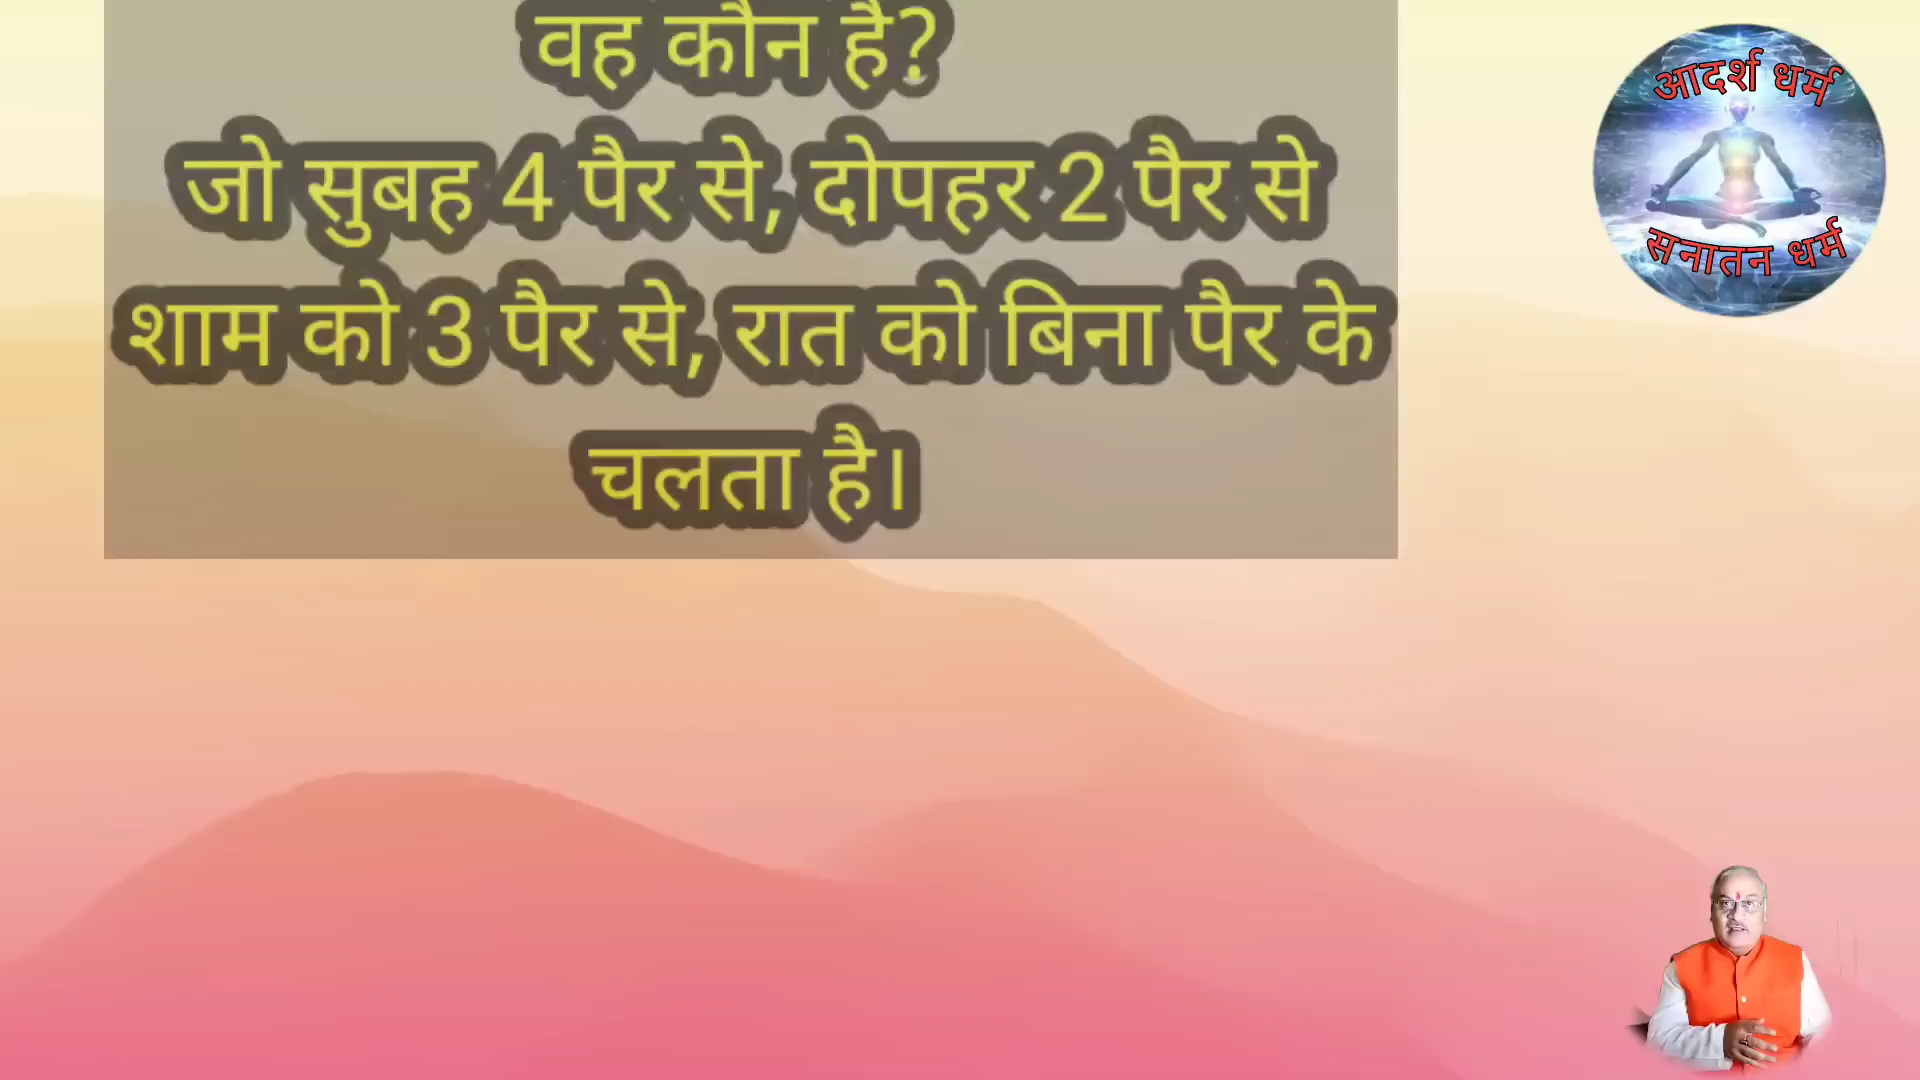 वह कौन है?
जो सुबह 4 पैर से, दोपहर 2 पैर से
शाम को 3 पैर से, रात को बिना पैर के
चलता है।
आदर्श धर्म
सनातन धर्म